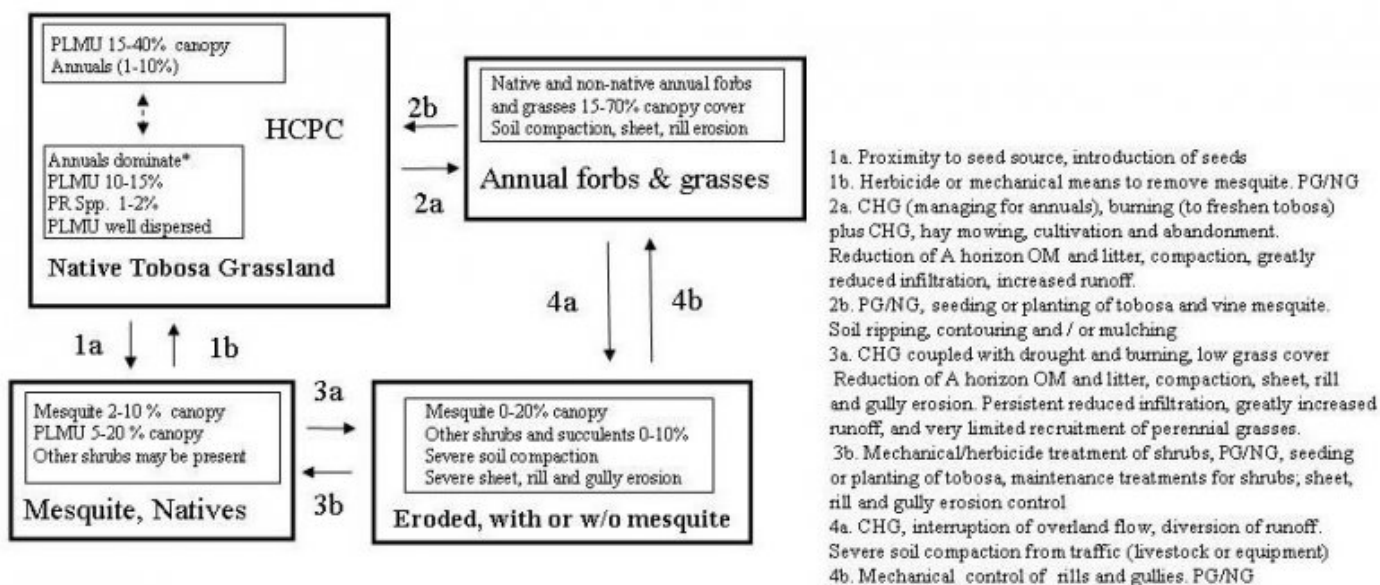 PLMU 15-40% canopy
Annuals (1-10%)
HCPC
Annuals dominate*
PLMU 10-15%
PR Spp. 1-2%
PLMU well dispersed
Native Tobosa Grassland
2b
2a
Native and non-native annual forbs
and grasses 15-70% canopy cover
Soil compaction, sheet, rill erosion
Annual forbs & grasses
1a
1b
4a
4b
Mesquite 2-10 % canopy
PLMU 5-20 % canopy
Other shrubs may be present
Mesquite, Natives
3a
3b
Mesquite 0-20% canopy
Other shrubs and succulents 0-10%
Severe soil compaction
Severe sheet, rill and gully erosion
Eroded, with or w/o mesquite
1a. Proximity to seed source, introduction of seeds
1b. Herbicide or mechanical means to remove mesquite. PG/NG
2a. CHG (managing for annuals), burning (to freshen tobosa)
plus CHG, hay mowing, cultivation and abandonment.
Reduction of A horizon OM and litter, compaction, greatly
reduced infiltration, increased runoff.
2b. PG/NG, seeding or planting of tobosa and vine mesquite.
Soil ripping, contouring and / or mulching
3a. CHG coupled with drought and burning, low grass cover
Reduction of A horizon OM and litter, compaction, sheet, rill
and gully erosion. Persistent reduced infiltration, greatly increased
runoff, and very limited recruitment of perennial grasses.
3b. Mechanical/herbicide treatment of shrubs, PG/NG, seeding
or planting of tobosa, maintenance treatments for shrubs; sheet,
rill and gully erosion control
4a. CHG, interruption of overland flow, diversion of runoff.
Severe soil compaction from traffic (livestock or equipment)
4b. Mechanical control of rills and gullies. PG/NG